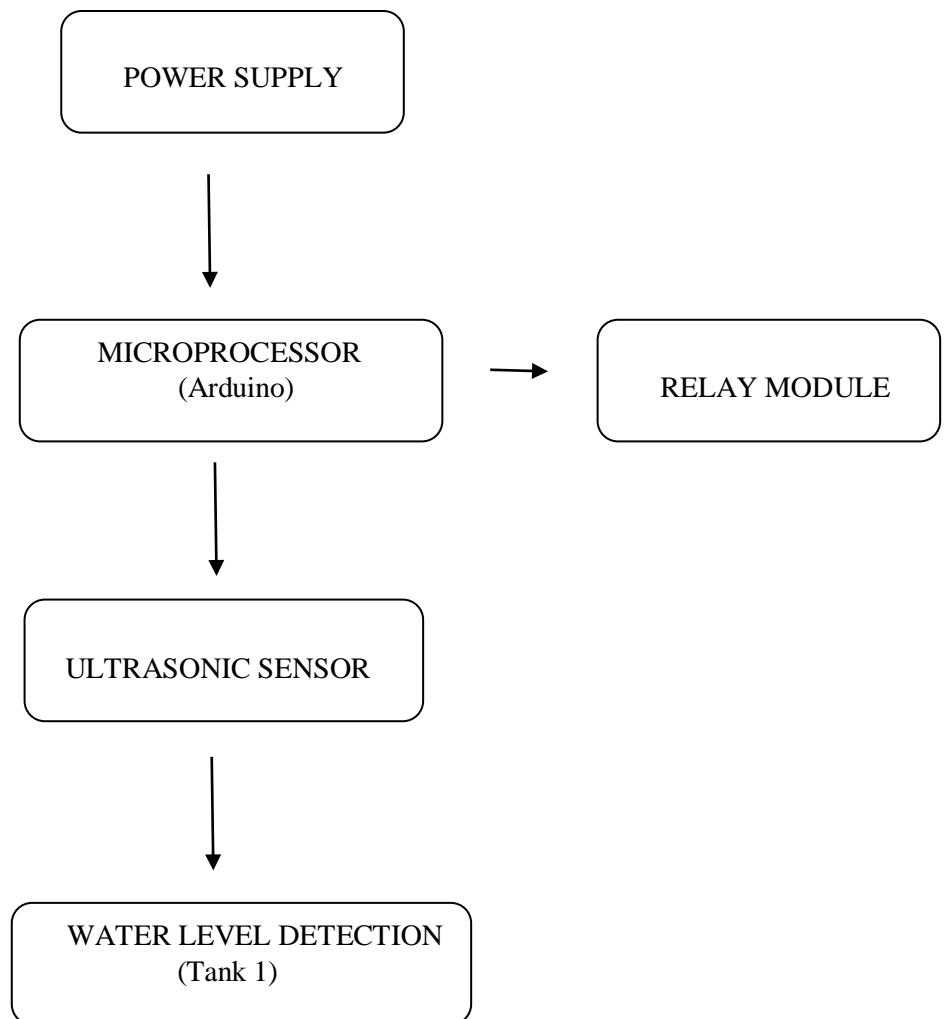 POWER SUPPLY
MICROPROCESSOR
(Arduino)
RELAY MODULE
ULTRASONIC SENSOR
WATER LEVEL DETECTION
(Tank 1)